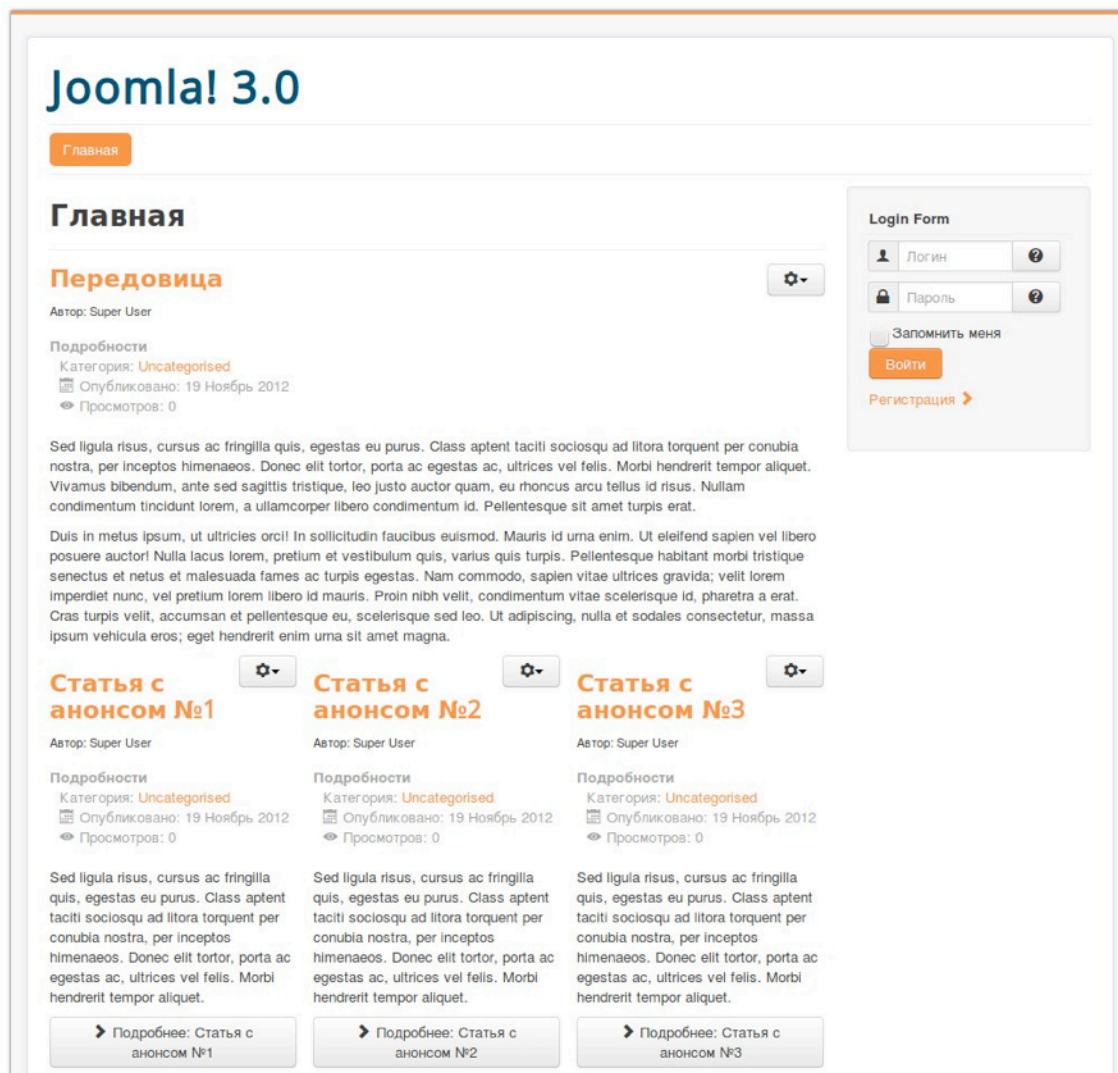 Joomla! 3.0
Главная
Главная
Передовица
Автор: Super User
Подробности
Категория: Uncategorised
Опубликовано: 19 Ноябрь 2012
Просмотров: 0
Sed ligula risus, cursus ac fringilla quis, egestas eu purus. Class aptent taciti sociosqu ad litora torquent per conubia
nostra, per inceptos himenaeos. Donec elit tortor, porta ac egestas ac, ultrices vel felis. Morbi hendrerit tempor aliquet.
Vivamus bibendum, ante sed sagittis tristique, leo justo auctor quam, eu rhoncus arcu tellus id risus. Nullam
condimentum tincidunt lorem, a ullamcorper libero condimentum id. Pellentesque sit amet turpis erat.
Duis in metus ipsum, ut ultricies orci! In sollicitudin faucibus euismod. Mauris id urna enim. Ut eleifend sapien vel libero
posuere auctor! Nulla lacus lorem, pretium et vestibulum quis, varius quis turpis. Pellentesque habitant morbi tristique
senectus et netus et malesuada fames ac turpis egestas. Nam commodo, sapien vitae ultrices gravida; velit lorem
imperdiet nunc, vel pretium lorem libero id mauris. Proin nibh velit, condimentum vitae scelerisque id, pharetra a erat.
Cras turpis velit, accumsan et pellentesque eu, scelerisque sed leo. Ut adipiscing, nulla et sodales consectetur, massa
ipsum vehicula eros; eget hendrerit enim urna sit amet magna.
Статья с
анонсом №1
Автор: Super User
Подробности
Категория: Uncategorised
Опубликовано: 19 Ноябрь 2012
Просмотров: 0
Sed ligula risus, cursus ac fringilla
quis, egestas eu purus. Class aptent
taciti sociosqu ad litora torquent per
conubia nostra, per inceptos
himenaeos. Donec elit tortor, porta ac
egestas ac, ultrices vel felis. Morbi
hendrerit tempor aliquet.
Подробнее: Статья с
анонсом №1
Статья с
анонсом №2
Автор: Super User
Подробности
Категория: Uncategorised
Опубликовано: 19 Ноябрь 2012
Просмотров: 0
Sed ligula risus, cursus ac fringilla
quis, egestas eu purus. Class aptent
taciti sociosqu ad litora torquent per
conubia nostra, per inceptos
himenaeos. Donec elit tortor, porta ac
egestas ac, ultrices vel felis. Morbi
hendrerit tempor aliquet.
Подробнее: Статья с
анонсом №2
Статья с
анонсом №3
Автор: Super User
Подробности
Категория: Uncategorised
Опубликовано: 19 Ноябрь 2012
Просмотров: 0
Sed ligula risus, cursus ac fringilla
quis, egestas eu purus. Class aptent
taciti sociosqu ad litora torquent per
conubia nostra, per inceptos
himenaeos. Donec elit tortor, porta ac
egestas ac, ultrices vel felis. Morbi
hendrerit tempor aliquet.
Подробнее: Статья с
анонсом №3
Login Form
Логин
Пароль
Запомнить меня
Войти
Регистрация